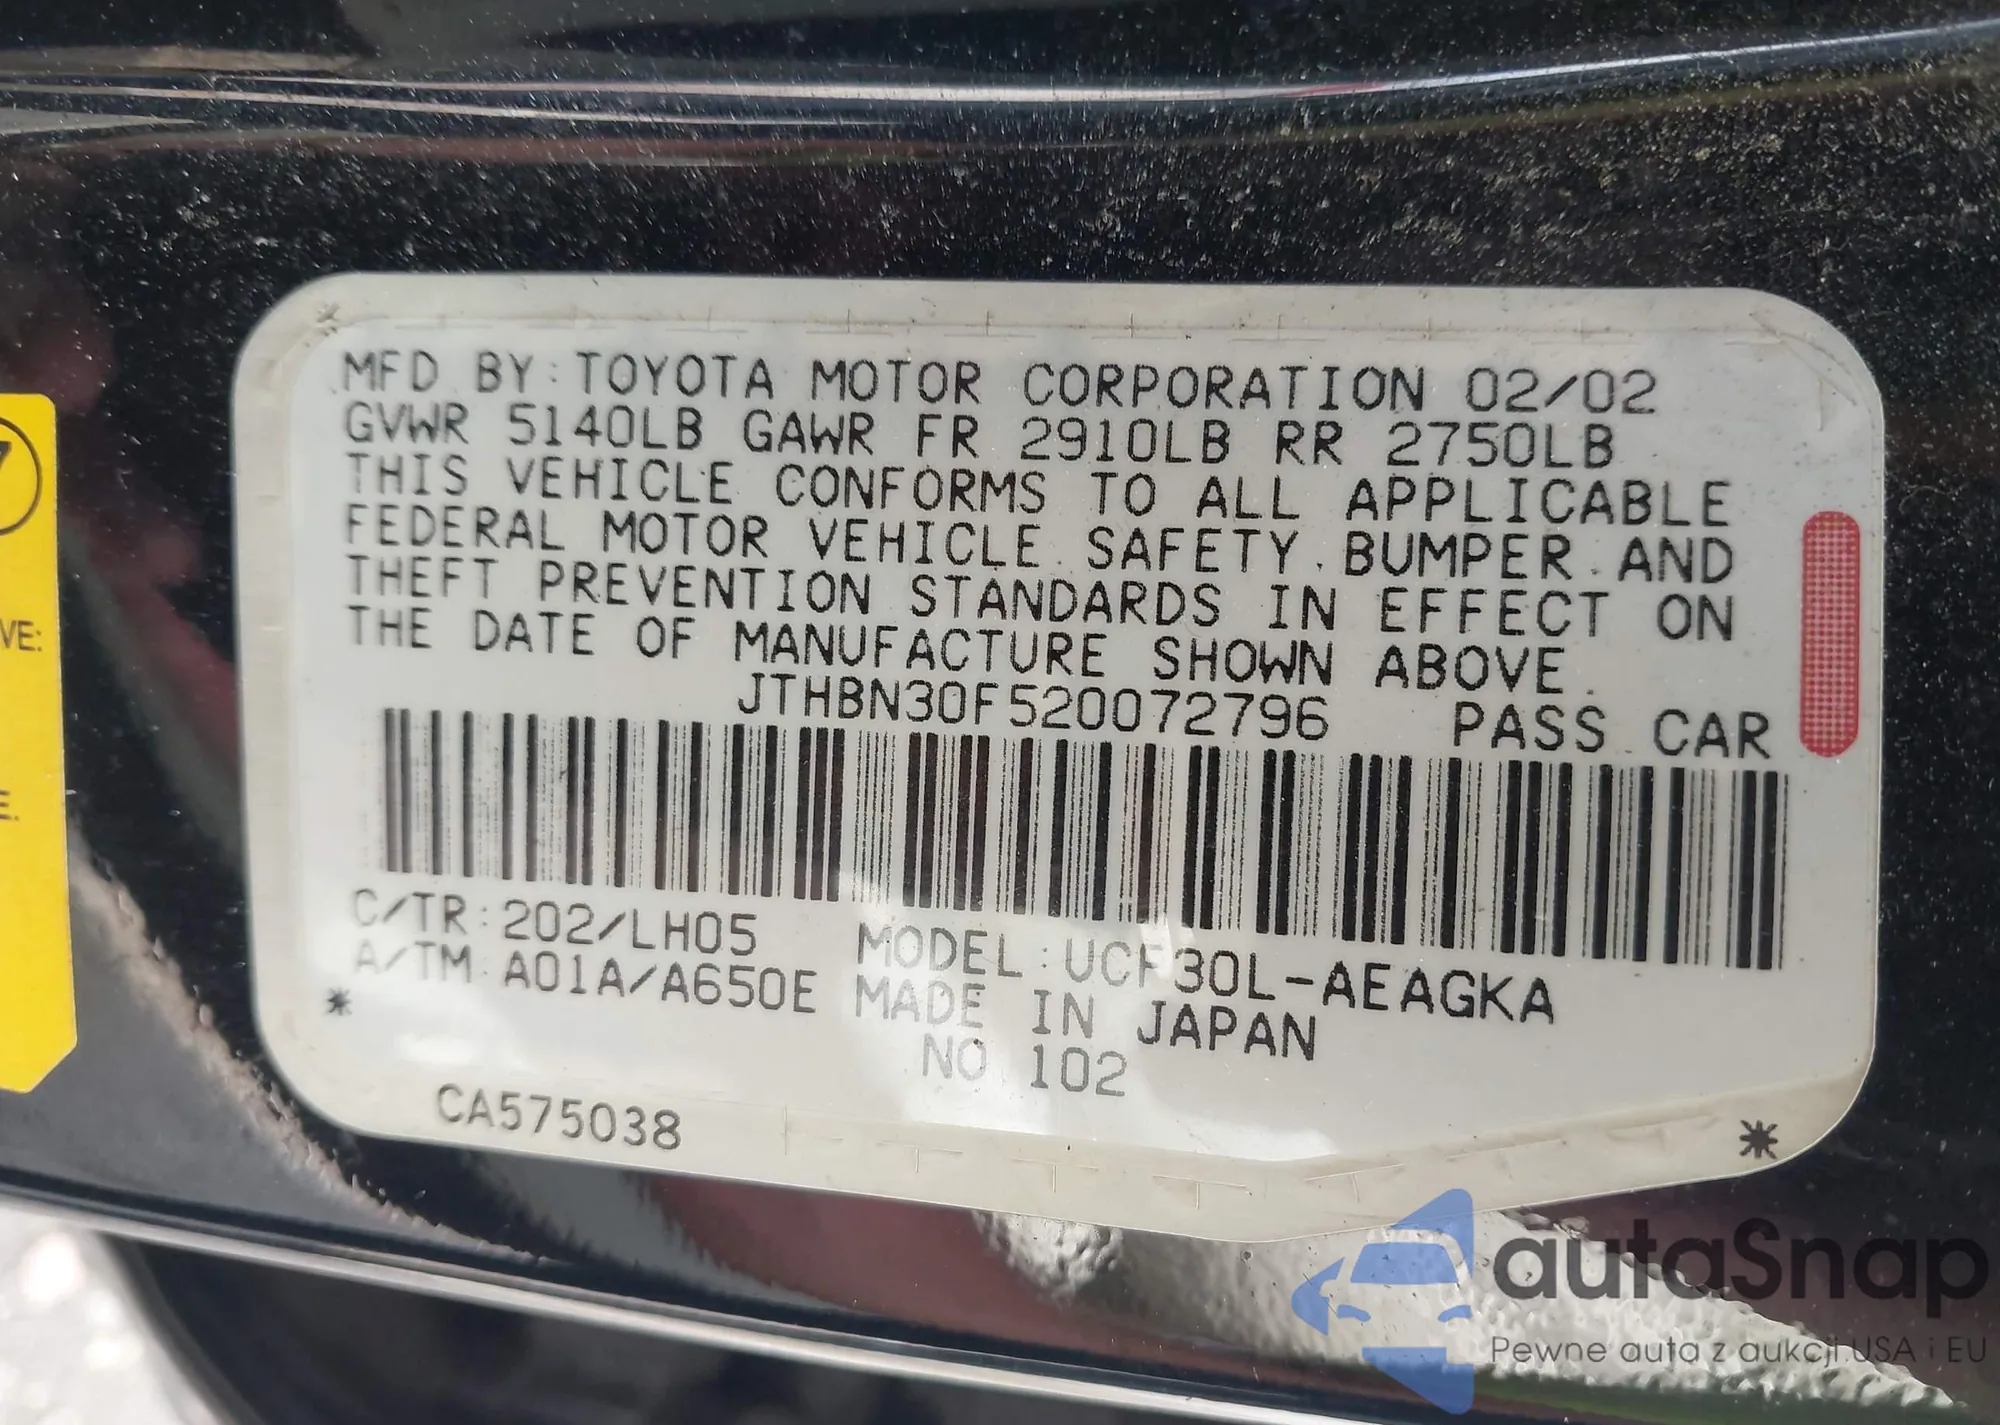 7
VE:
E.
MFD BY:TOYOTA MOTOR CORPORATION 02/02
GVWR 5140LB GAWR FR 2910LB RR 2750LB
THIS VEHICLE CONFORMS TO ALL APPLICABLE
FEDERAL MOTOR VEHICLE SAFETY.BUMPER.AND
THEFT PREVENTION STANDARDS IN EFFECT ON
THE DATE OF MANUFACTURE SHOWN ABOVE.
JTHBN30F520072796 PASS CAR
C/TR:202/LH05 MODEL:UCF30L-AEAGKA
A/TM:A01A/A650E MADE IN JAPAN
* NO 102
CA575038 *
autaSnap
Pewne auta z aukcji USA i EU